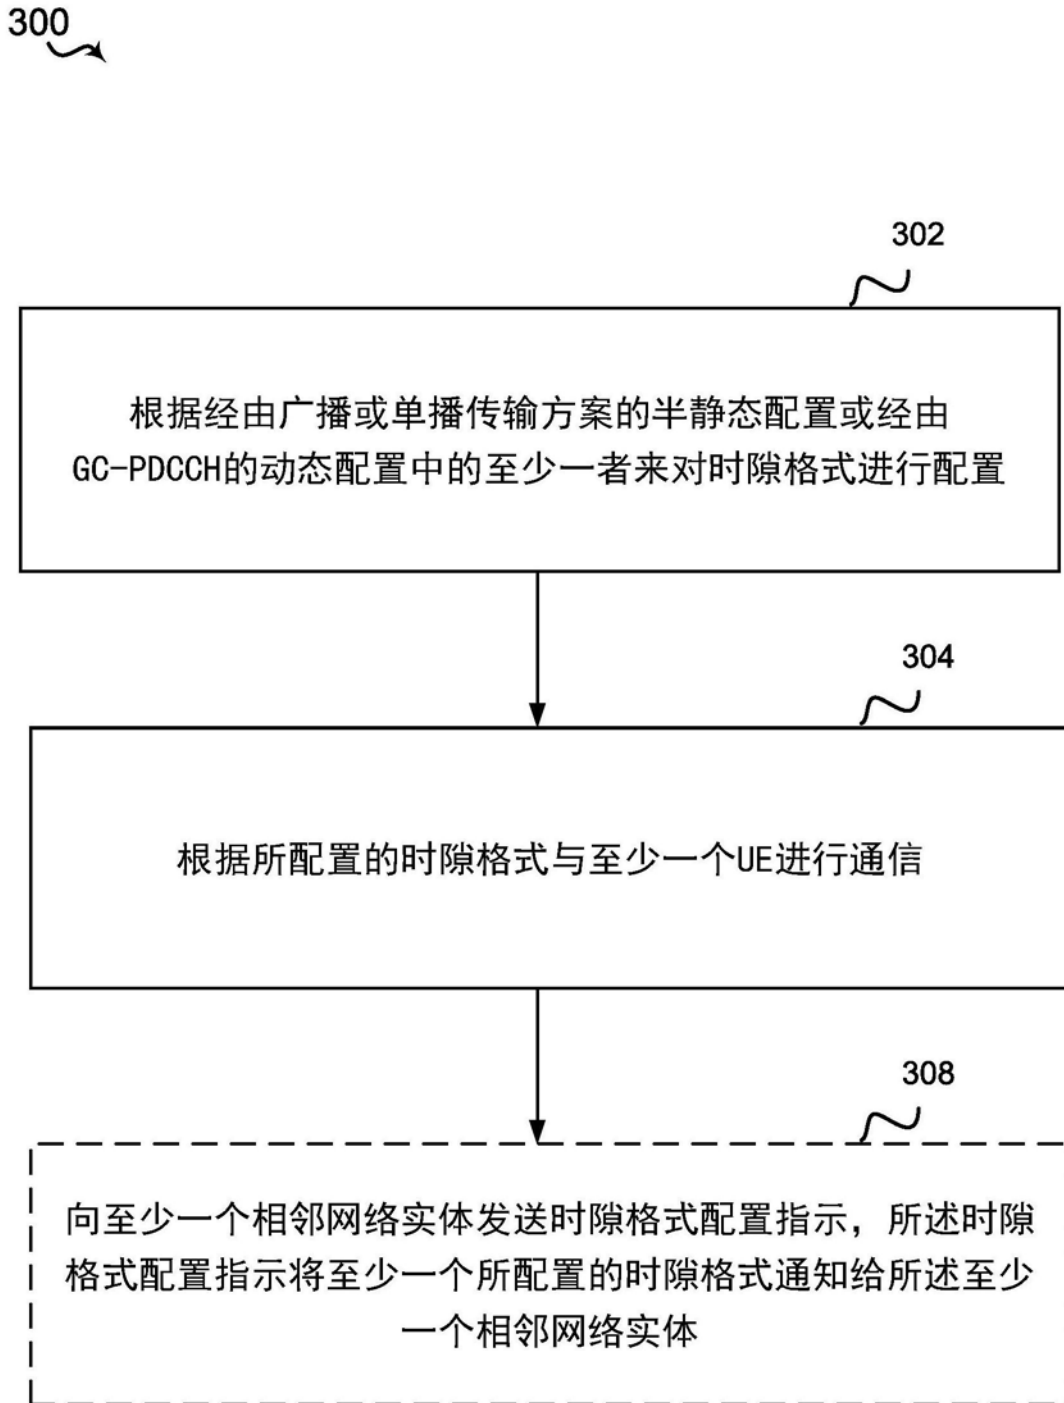 300
302
根据经由广播或单播传输方案的半静态配置或经由
GC-PDCCH的动态配置中的至少一者来对时隙格式进行配置
304
根据所配置的时隙格式与至少一个UE进行通信
308
向至少一个相邻网络实体发送时隙格式配置指示，所述时隙
格式配置指示将至少一个所配置的时隙格式通知给所述至少
一个相邻网络实体